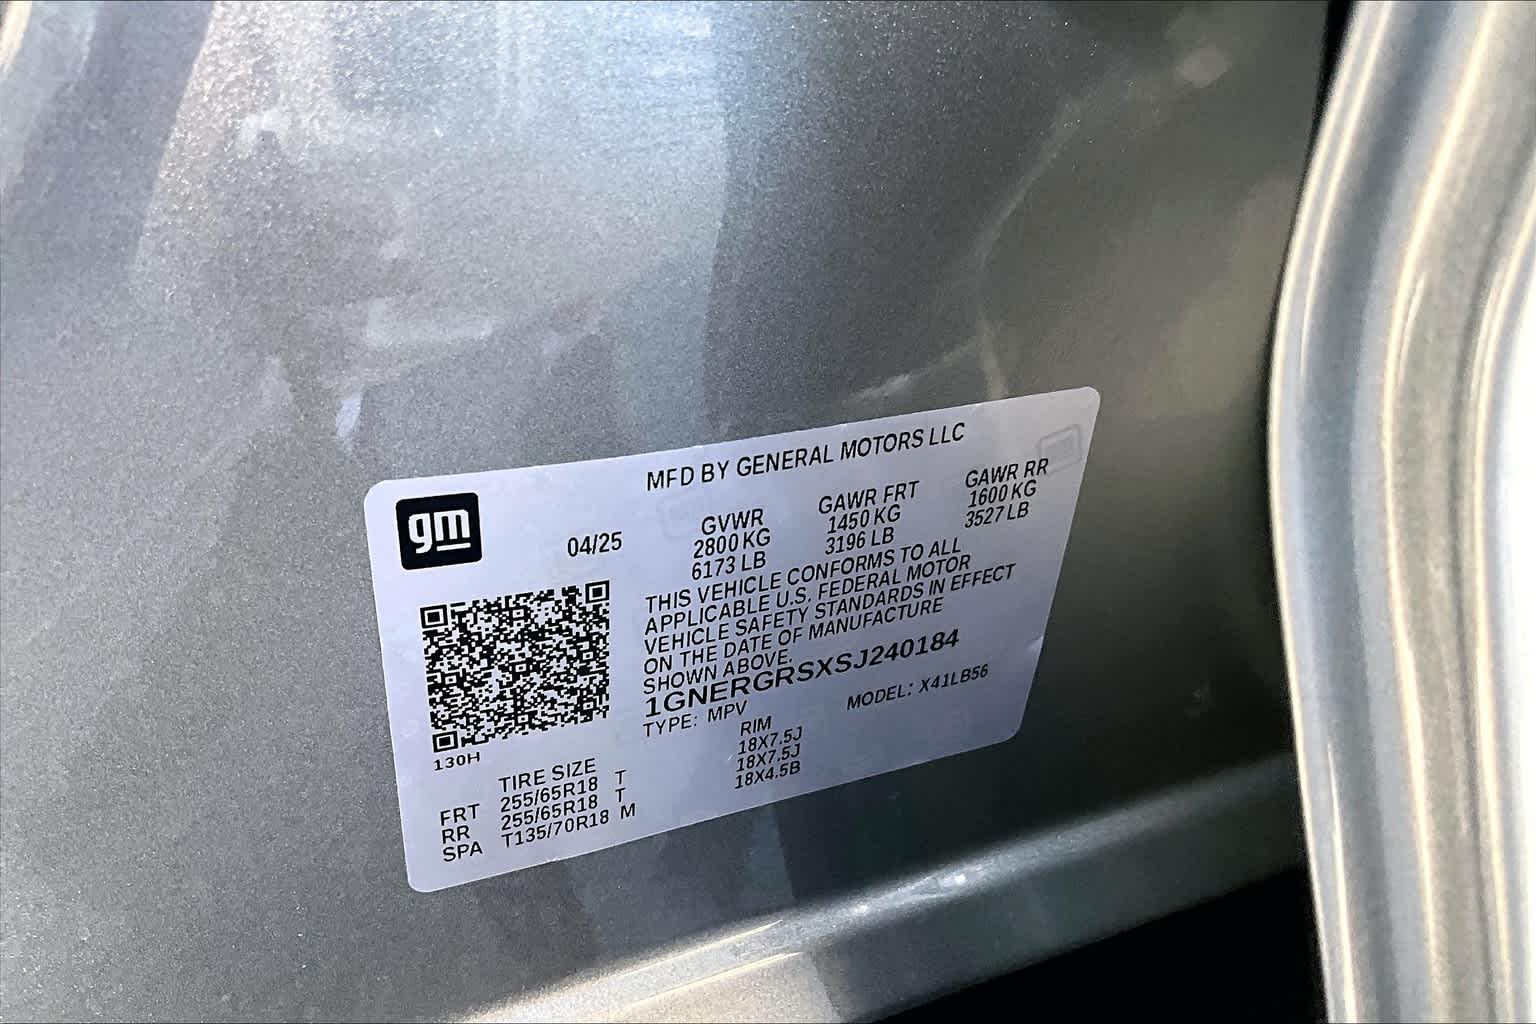 MFD BY GENERAL MOTORS LLC
gm
04/25
GVWR GAWR FRT GAWR RR
2800 KG 1450 KG 1600 KG
6173 LB 3196 LB 3527 LB
THIS VEHICLE CONFORMS TO ALL
APPLICABLE U.S. FEDERAL MOTOR
VEHICLE SAFETY STANDARDS IN EFFECT
ON THE DATE OF MANUFACTURE
SHOWN ABOVE.
1GNERGRSXSJ240184
TYPE: MPV MODEL: X41LB56
130H
TIRE SIZE RIM
FRT 255/65R18 T 18X7.5J
RR 255/65R18 T 18X7.5J
SPA T135/70R18 M 18X4.5B